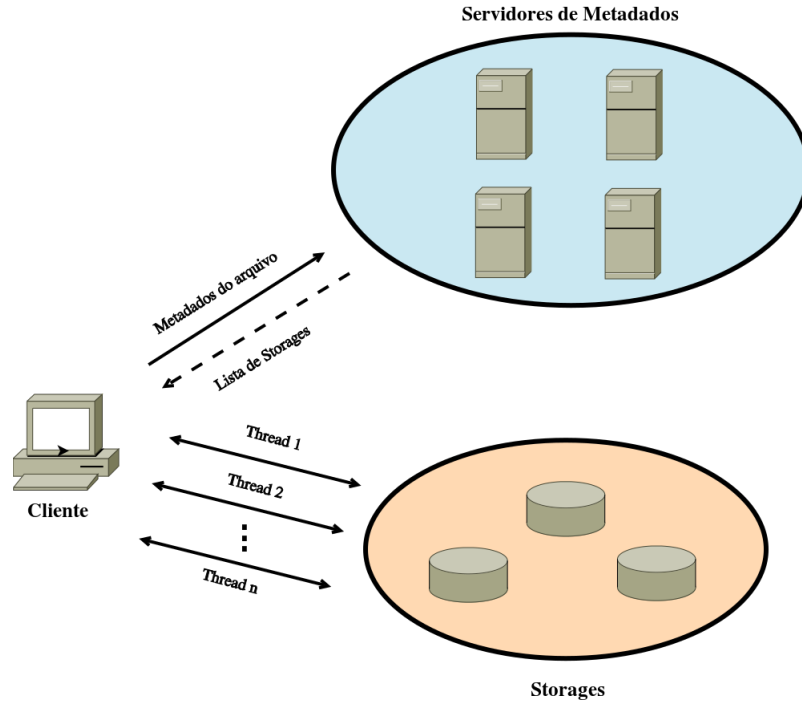 Servidores de Metadados
Metadados do arquivo
Lista de Storages
Thread 1
Thread 2
Thread n
Cliente
Storages